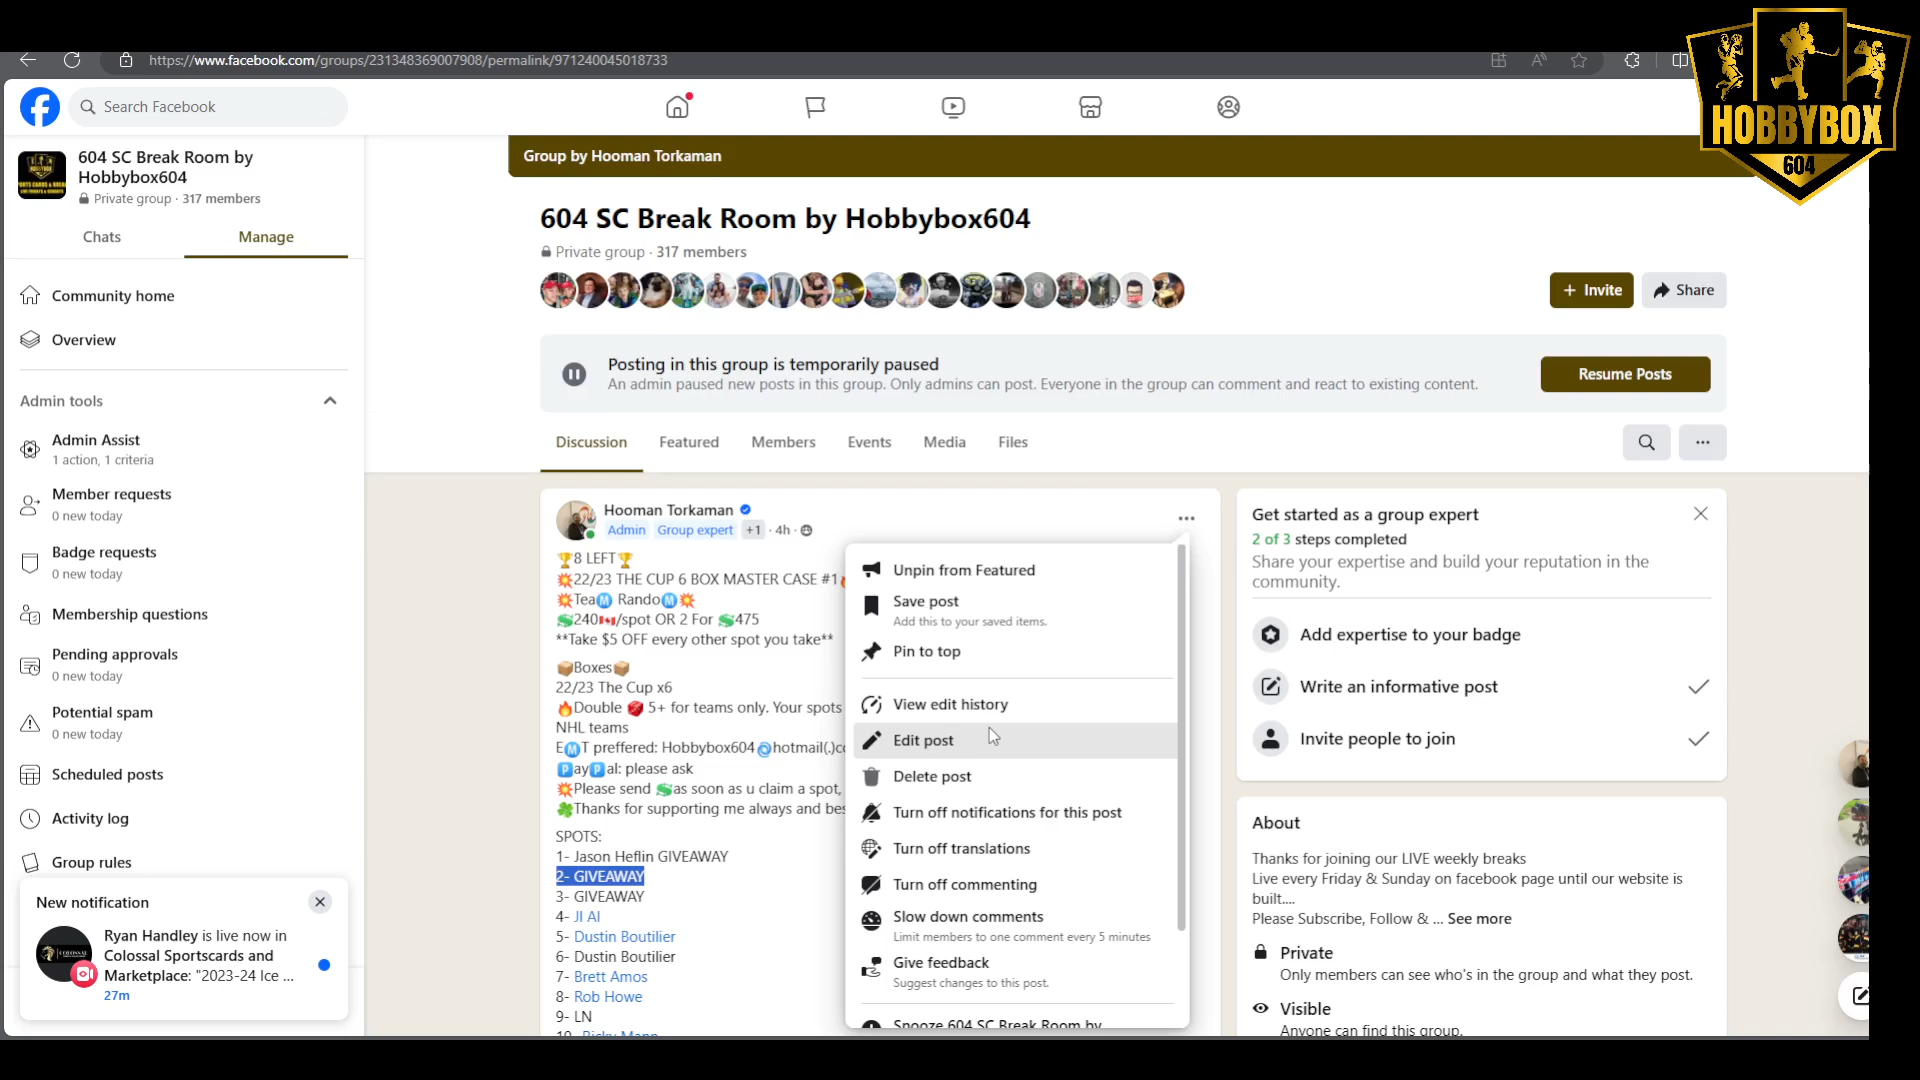 https://www.facebook.com/groups/231348369007908/permalink/971240045018733
HOBBYBOX
604
Search Facebook
604 SC Break Room by
Hobbybox604
Private group · 317 members
Chats
Manage
Community home
Overview
Admin tools
Admin Assist
1 action, 1 criteria
Member requests
0 new today
Badge requests
0 new today
Membership questions
Pending approvals
0 new today
Potential spam
0 new today
Scheduled posts
Activity log
Group rules
New notification
Ryan Handley is live now in
Colossal Sportscards and
Marketplace: "2023-24 Ice ...
27m
Group by Hooman Torkaman
604 SC Break Room by Hobbybox604
Private group · 317 members
+ Invite
Share
Posting in this group is temporarily paused
An admin paused new posts in this group. Only admins can post. Everyone in the group can comment and react to existing content.
Resume Posts
Discussion
Featured
Members
Events
Media
Files
Hooman Torkaman
Admin Group expert +1 · 4h ·
🏆8 LEFT🏆
💥22/23 THE CUP 6 BOX MASTER CASE #1
💥TeaⓂ️ RandoⓂ️💥
💲240🇨🇦/spot OR 2 For 💲475
**Take $5 OFF every other spot you take**
📦Boxes📦
22/23 The Cup x6
🔥Double 🎲 5+ for teams only. Your spots
NHL teams
EⓂ️T preffered: Hobbybox604🌀hotmail(.)co
🅿️ay🅿️al: please ask
💥Please send 💲as soon as u claim a spot,
🍀Thanks for supporting me always and bes
SPOTS:
1- Jason Heflin GIVEAWAY
2- GIVEAWAY
3- GIVEAWAY
4- JI AI
5- Dustin Boutilier
6- Dustin Boutilier
7- Brett Amos
8- Rob Howe
9- LN
10- Ricky Mann
Unpin from Featured
Save post
Add this to your saved items.
Pin to top
View edit history
Edit post
Delete post
Turn off notifications for this post
Turn off translations
Turn off commenting
Slow down comments
Limit members to one comment every 5 minutes
Give feedback
Suggest changes to this post.
Snooze 604 SC Break Room by
Get started as a group expert
2 of 3 steps completed
Share your expertise and build your reputation in the
community.
Add expertise to your badge
Write an informative post
Invite people to join
About
Thanks for joining our LIVE weekly breaks
Live every Friday & Sunday on facebook page until our website is
built....
Please Subscribe, Follow & ... See more
Private
Only members can see who's in the group and what they post.
Visible
Anyone can find this group.